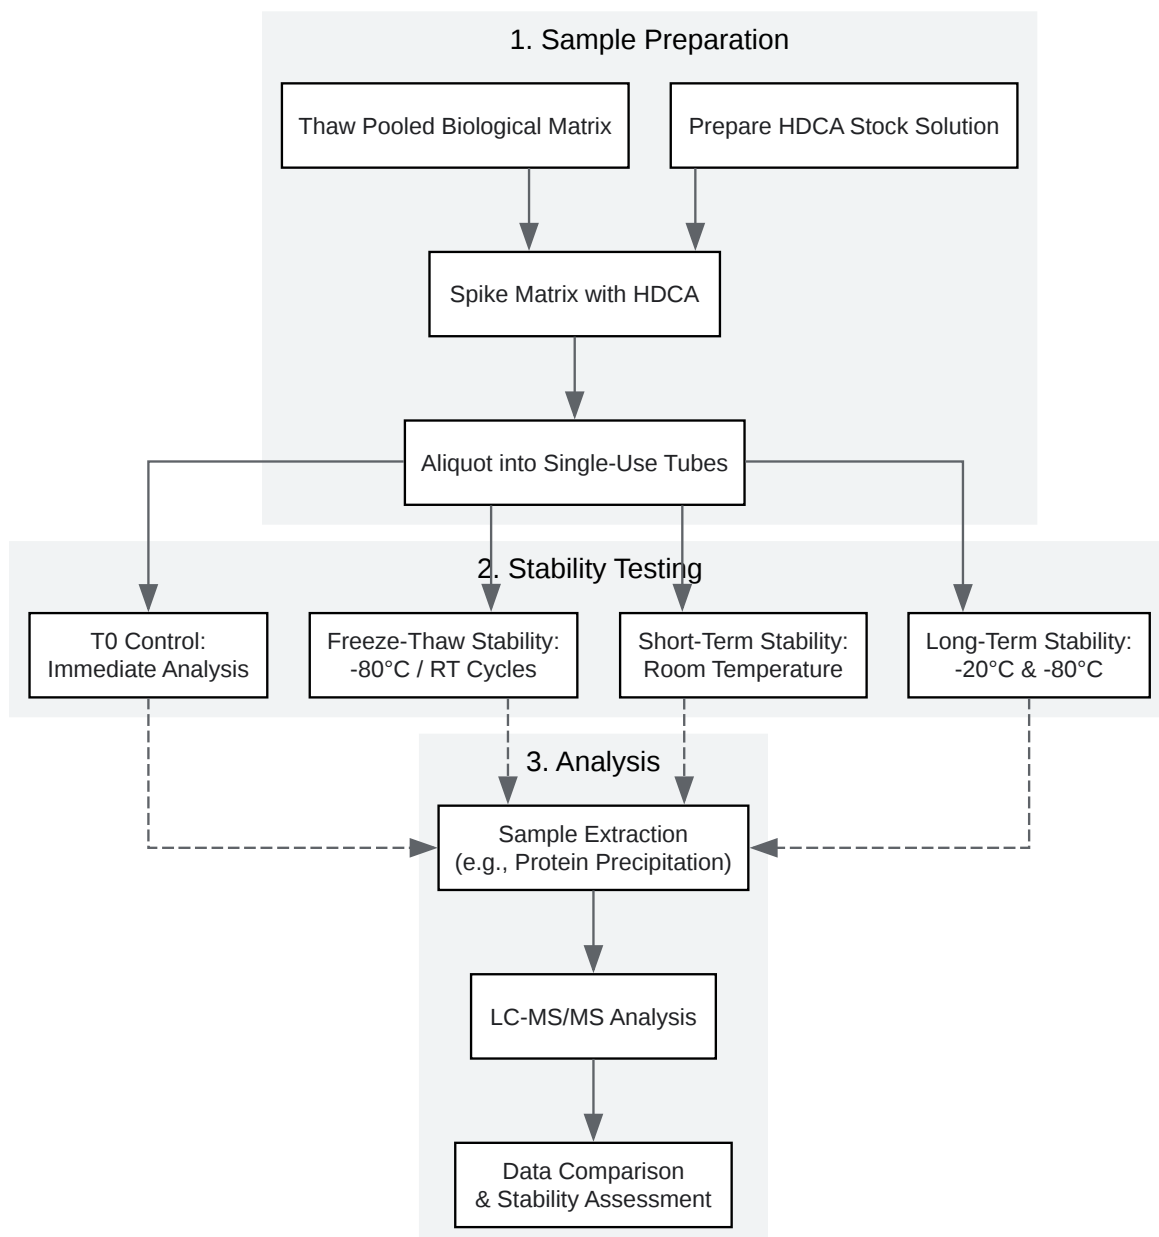 1. Sample Preparation
Thaw Pooled Biological Matrix
Prepare HDCA Stock Solution
Spike Matrix with HDCA
Aliquot into Single-Use Tubes
2. Stability Testing
T0 Control:
Immediate Analysis
Freeze-Thaw Stability:
-80°C / RT Cycles
Short-Term Stability:
Room Temperature
Long-Term Stability:
-20°C & -80°C
3. Analysis
Sample Extraction
(e.g., Protein Precipitation)
LC-MS/MS Analysis
Data Comparison
& Stability Assessment